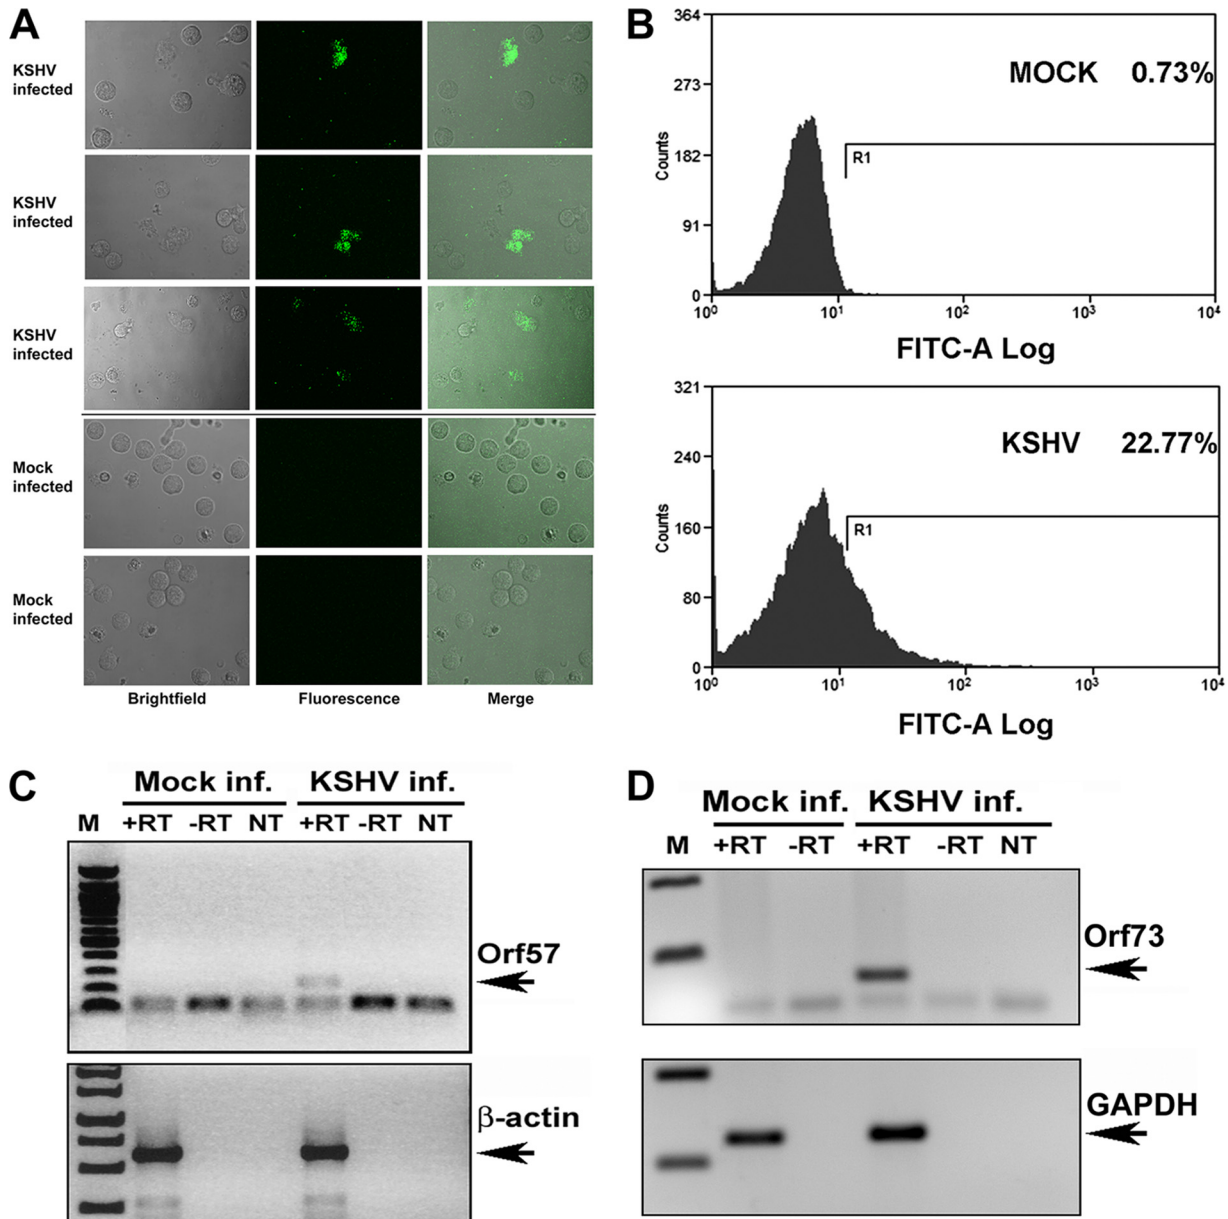 A
KSHV
infected
KSHV
infected
KSHV
infected
Mock
infected
Mock
infected
Brightfield Fluorescence Merge
B
364
273
182
91
0
Counts
MOCK 0.73%
R1
10⁰ 10¹ 10² 10³ 10⁴
FITC-A Log
321
240
160
80
0
Counts
KSHV 22.77%
R1
10⁰ 10¹ 10² 10³ 10⁴
FITC-A Log
C
Mock inf. KSHV inf.
M +RT -RT NT +RT -RT NT
Orf57
β-actin
D
Mock inf. KSHV inf.
M +RT -RT +RT -RT NT
Orf73
GAPDH